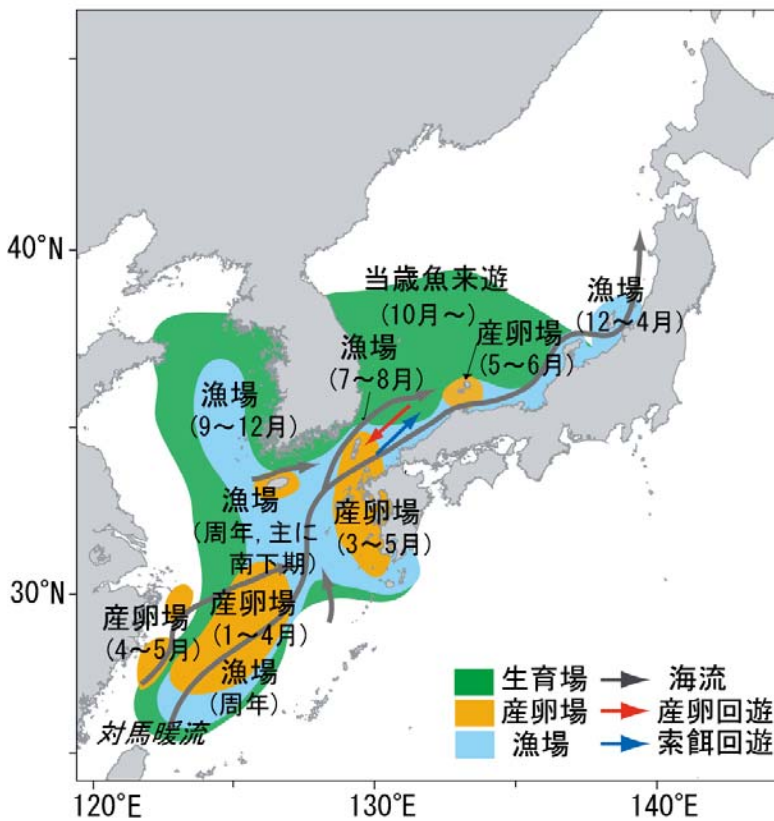 40°N
30°N
120°E
130°E
140°E
当歳魚来遊
(10月～)
漁場
(12～4月)
産卵場
(5～6月)
漁場
(7～8月)
漁場
(9～12月)
漁場
(周年,主に
南下期)
産卵場
(3～5月)
産卵場
(4～5月)
産卵場
(1～4月)
漁場
(周年)
対馬暖流
生育場
海流
産卵場
産卵回遊
漁場
索餌回遊